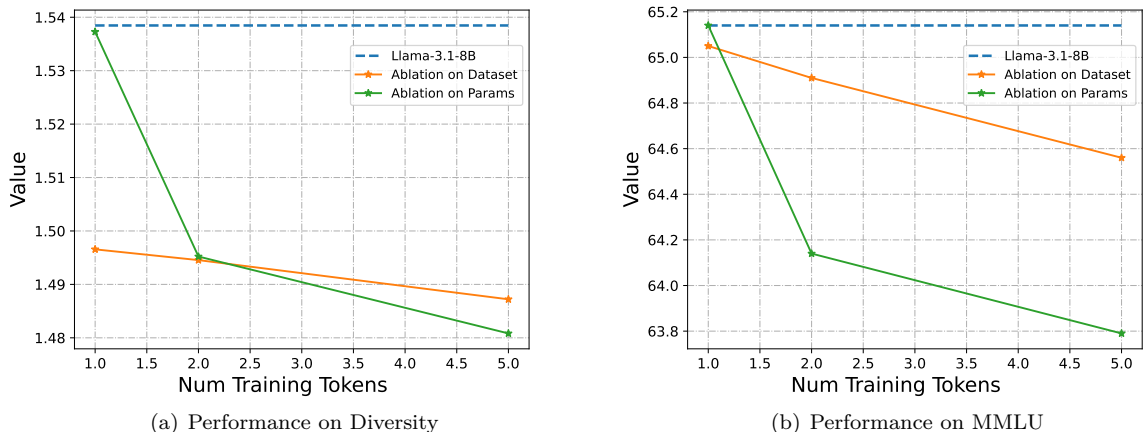 1.54
1.53
1.52
1.51
1.50
1.49
1.48
Value
Llama-3.1-8B
Ablation on Dataset
Ablation on Params
1.0 1.5 2.0 2.5 3.0 3.5 4.0 4.5 5.0
Num Training Tokens
(a) Performance on Diversity
65.2
65.0
64.8
64.6
64.4
64.2
64.0
63.8
Value
Llama-3.1-8B
Ablation on Dataset
Ablation on Params
1.0 1.5 2.0 2.5 3.0 3.5 4.0 4.5 5.0
Num Training Tokens
(b) Performance on MMLU